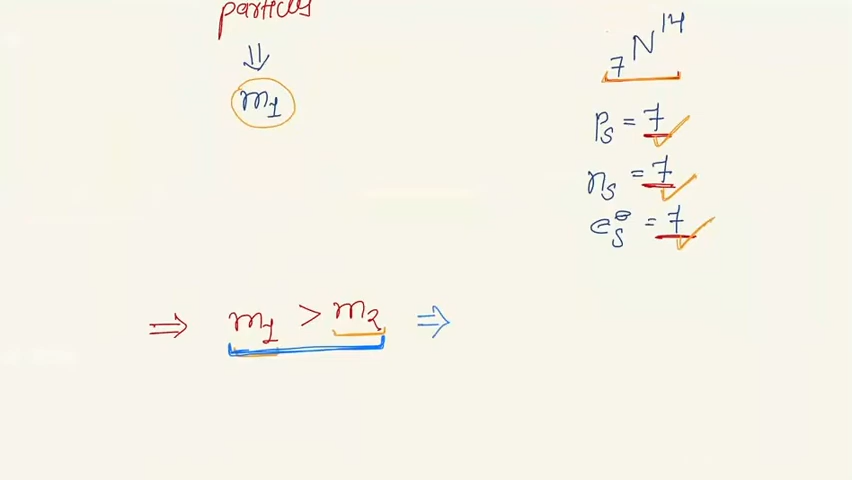 particles
⇓
m₁
₇N¹⁴
Ps = 7
ns = 7
es⊖ = 7
⇒ m₁ > m₂ ⇒